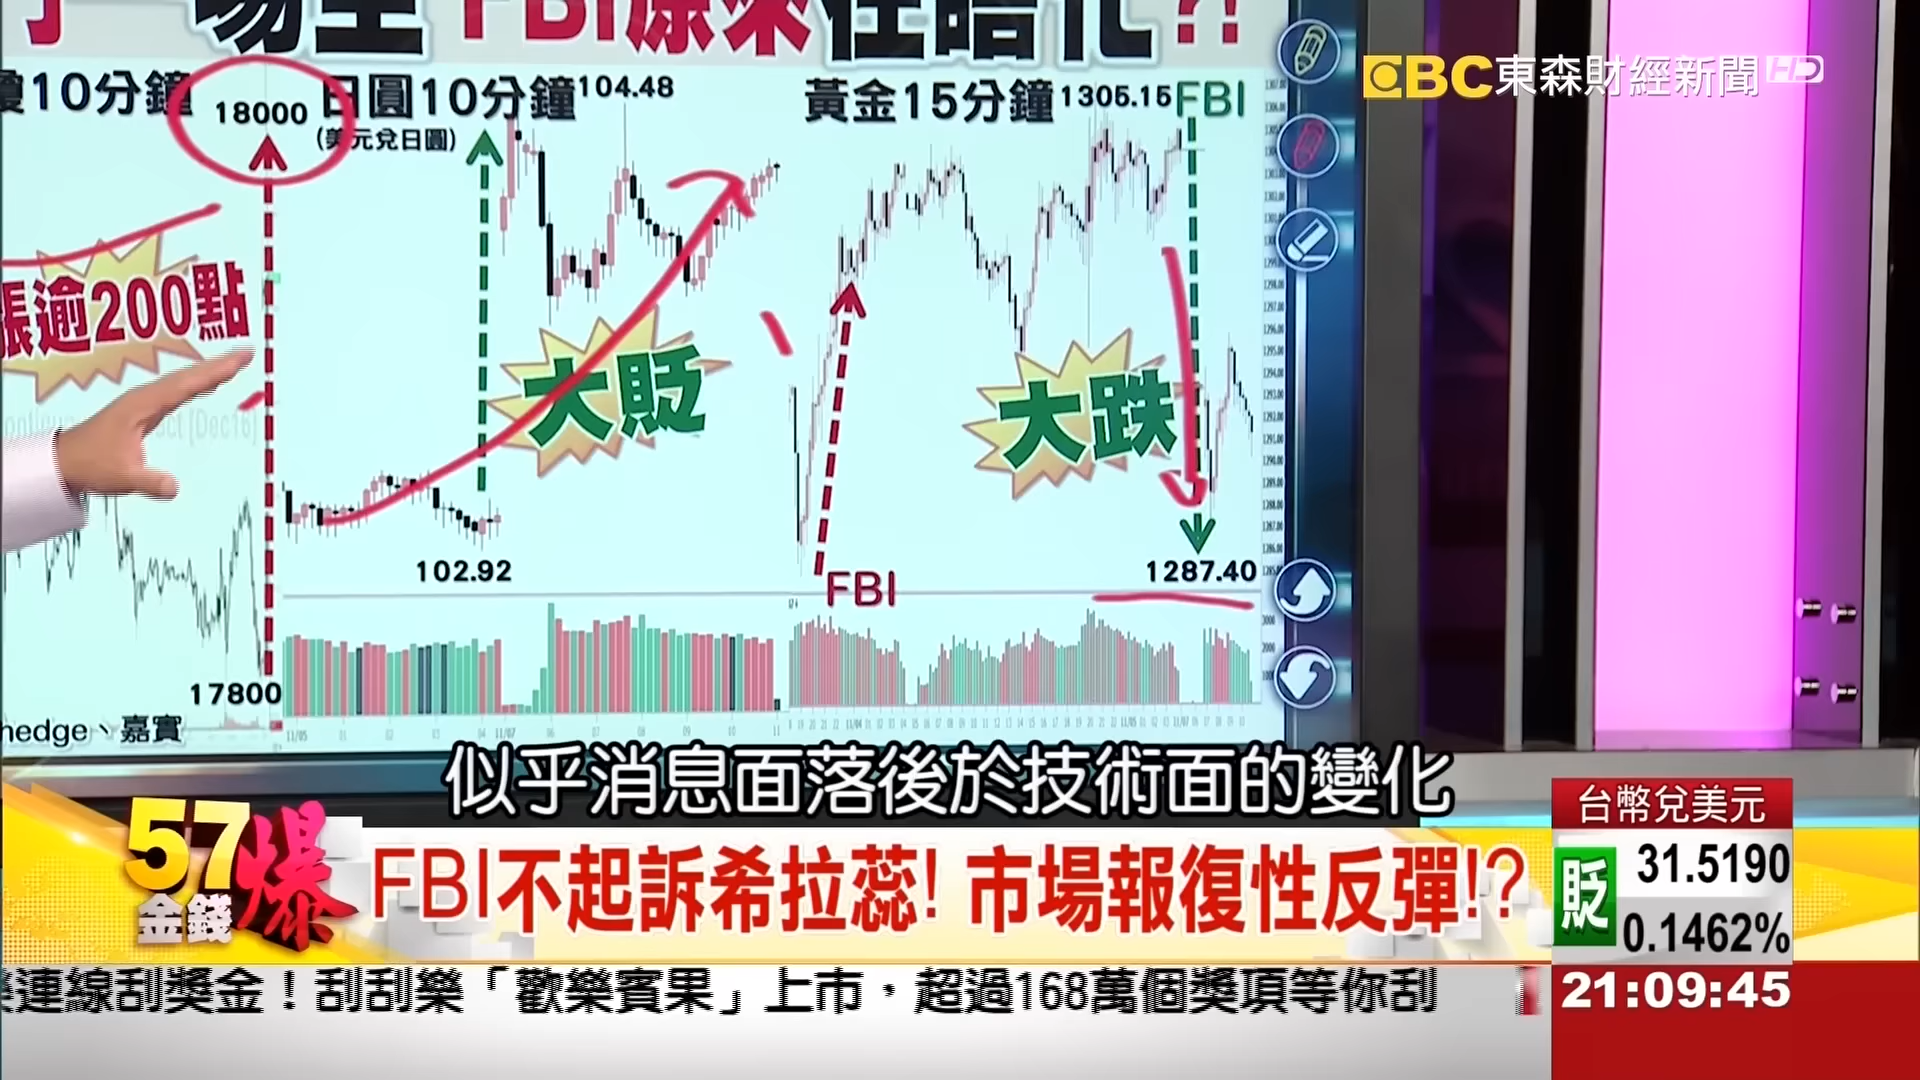 FBI原來在
瓊10分鐘
18000
日圓10分鐘
(美元兌日圓)
104.48
黃金15分鐘
1305.15
FBI
EBC東森財經新聞HD
漲逾200點
大貶
大跌
102.92
FBI
1287.40
17800
hedge、嘉實
似乎消息面落後於技術面的變化
57金錢爆
FBI不起訴希拉蕊! 市場報復性反彈!?
台幣兌美元
貶
31.5190
0.1462%
連線刮獎金！刮刮樂「歡樂賓果」上市，超過168萬個獎項等你刮
21:09:45